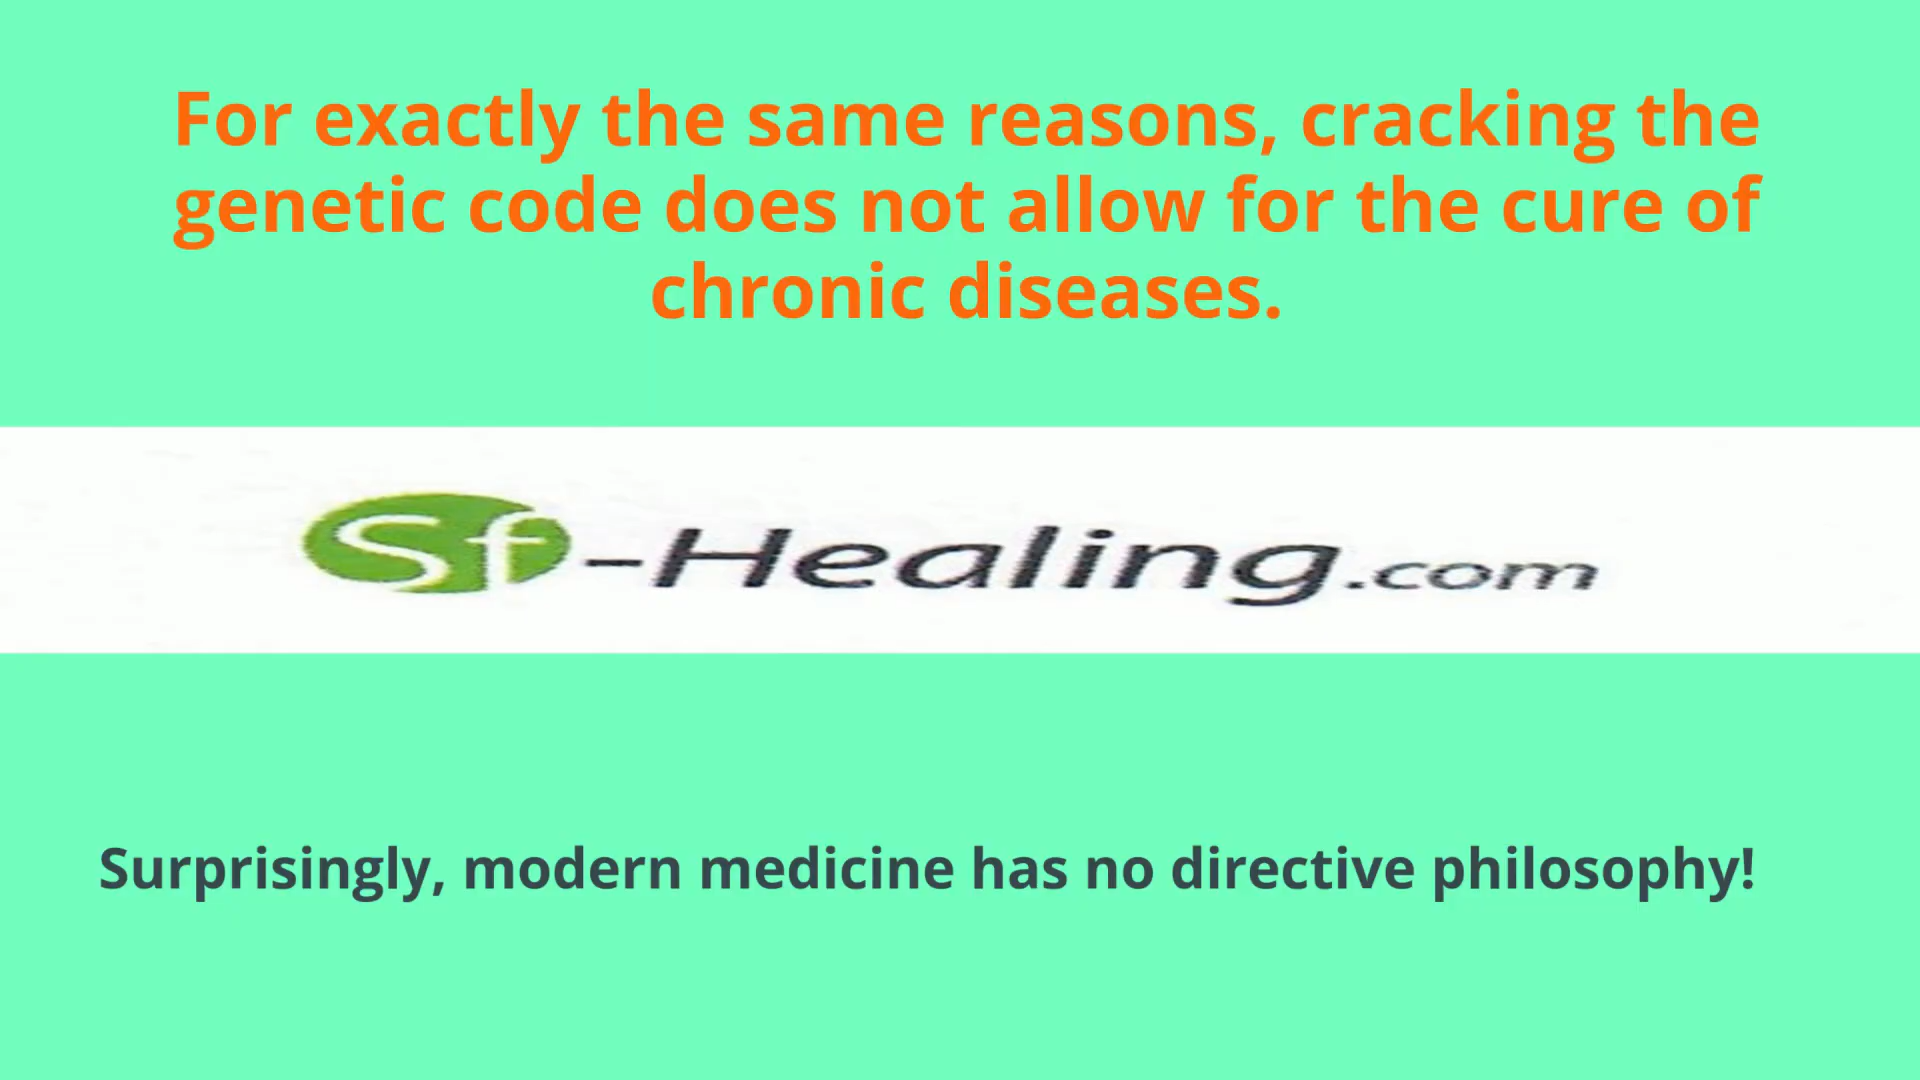 For exactly the same reasons, cracking the
genetic code does not allow for the cure of
chronic diseases.
Sf-Healing.com
Surprisingly, modern medicine has no directive philosophy!